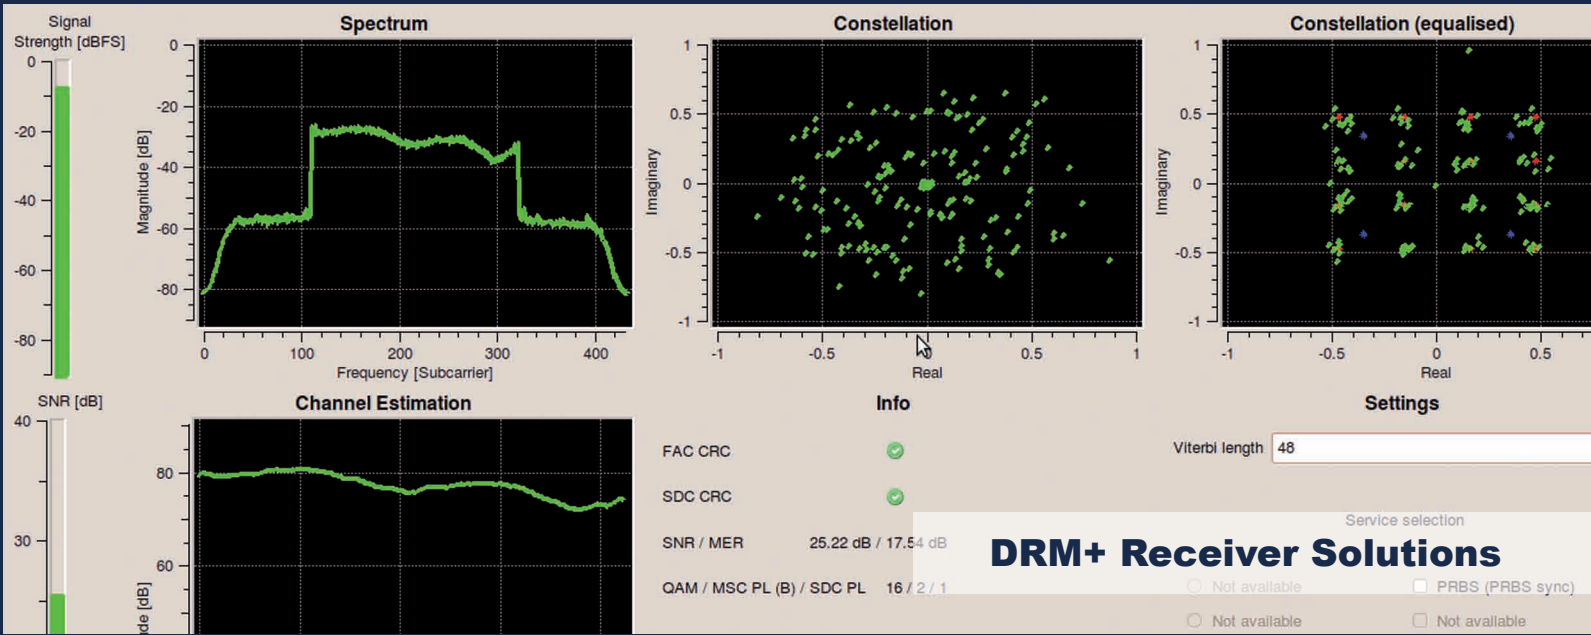 Signal
Strength [dBFS]
0
-20
-40
-60
-80
Spectrum
0
-20
-40
-60
-80
Magnitude [dB]
0 100 200 300 400
Frequency [Subcarrier]
Constellation
1
0.5
0
-0.5
-1
Imaginary
-1 -0.5 0 0.5 1
Real
Constellation (equalised)
1
0.5
0
-0.5
-1
Imaginary
-1 -0.5 0 0.5
Real
SNR [dB]
40
30
Channel Estimation
80
60
de [dB]
Info
FAC CRC
SDC CRC
SNR / MER 25.22 dB / 17.54 dB
QAM / MSC PL (B) / SDC PL 16 / 2 / 1
Settings
Viterbi length 48
Service selection
DRM+ Receiver Solutions
Not available PRBS (PRBS sync)
Not available Not available